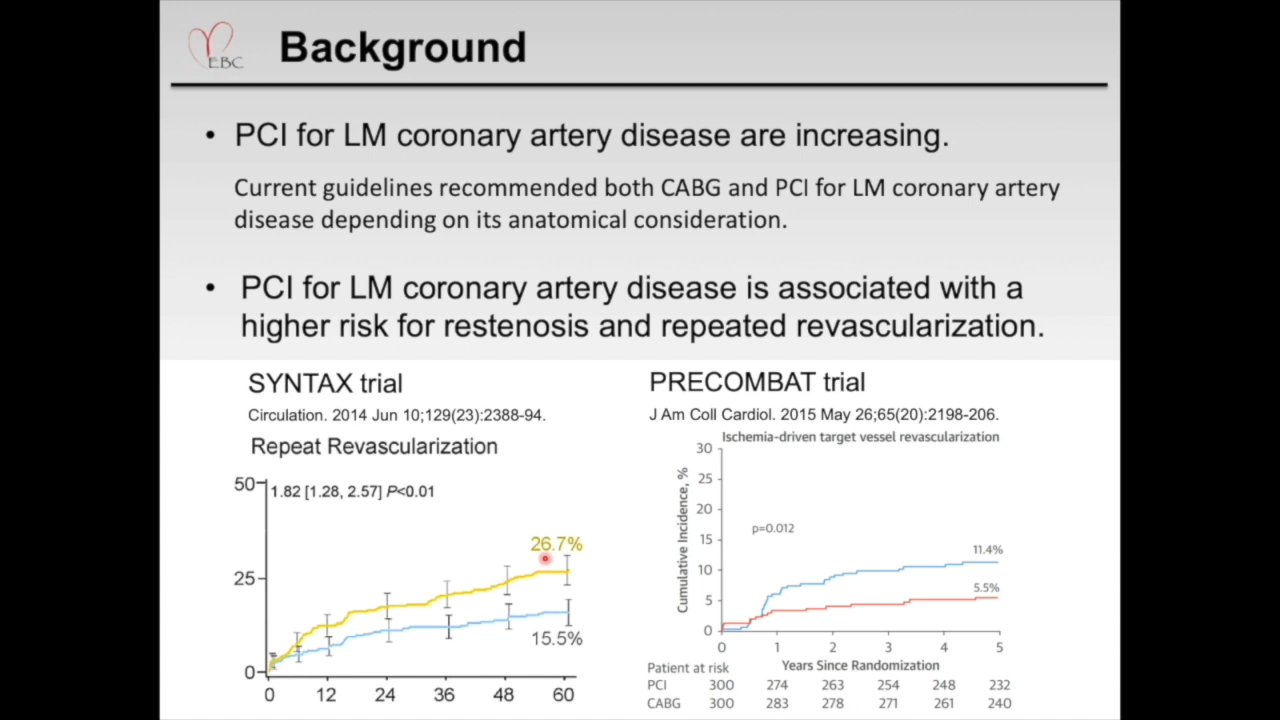 EBC
Background
• PCI for LM coronary artery disease are increasing.
Current guidelines recommended both CABG and PCI for LM coronary artery
disease depending on its anatomical consideration.
• PCI for LM coronary artery disease is associated with a
higher risk for restenosis and repeated revascularization.
SYNTAX trial
Circulation. 2014 Jun 10;129(23):2388-94.
Repeat Revascularization
50
1.82 [1.28, 2.57] P<0.01
26.7%
25
15.5%
0
0 12 24 36 48 60
PRECOMBAT trial
J Am Coll Cardiol. 2015 May 26;65(20):2198-206.
Ischemia-driven target vessel revascularization
Cumulative Incidence, %
30
25
20
15
10
5
0
p=0.012
11.4%
5.5%
0 1 2 3 4 5
Years Since Randomization
Patient at risk
PCI 300 274 263 254 248 232
CABG 300 283 278 271 261 240